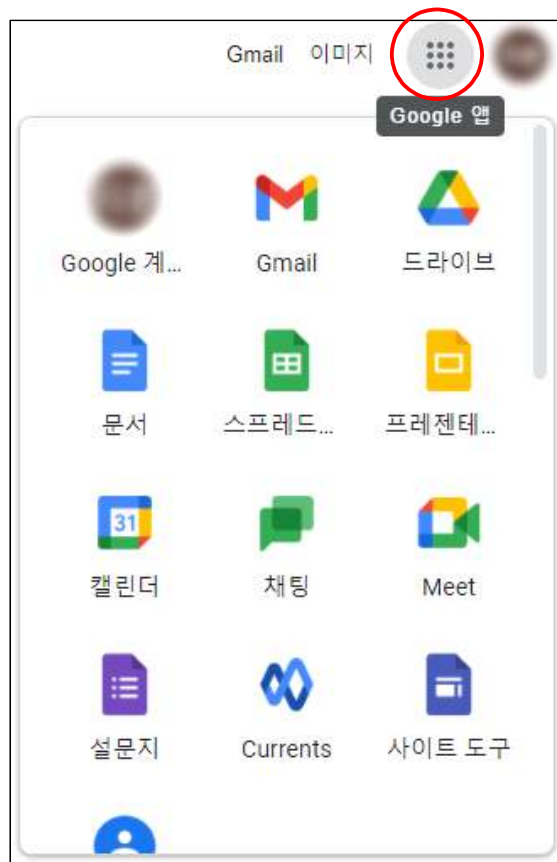 Gmail 이미지
Google 앱
Google 계... Gmail 드라이브
문서 스프레드... 프레젠테...
31
캘린더 채팅 Meet
설문지 Currents 사이트 도구